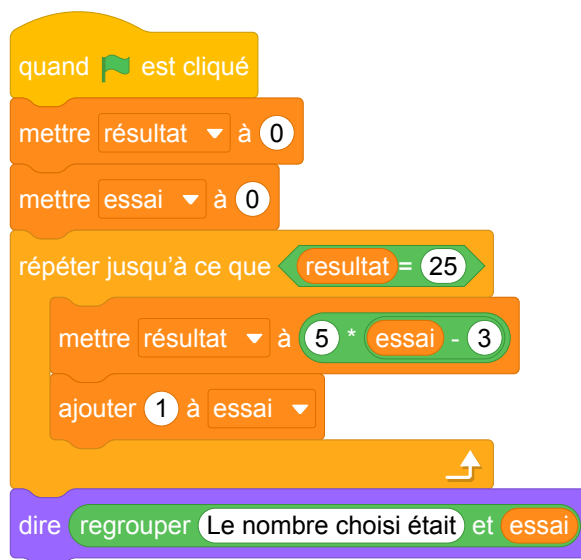 quand est cliqué
mettre résultat à 0
mettre essai à 0
répéter jusqu'à ce que resultat = 25
mettre résultat à 5 * essai - 3
ajouter 1 à essai
dire regrouper Le nombre choisi était et essai